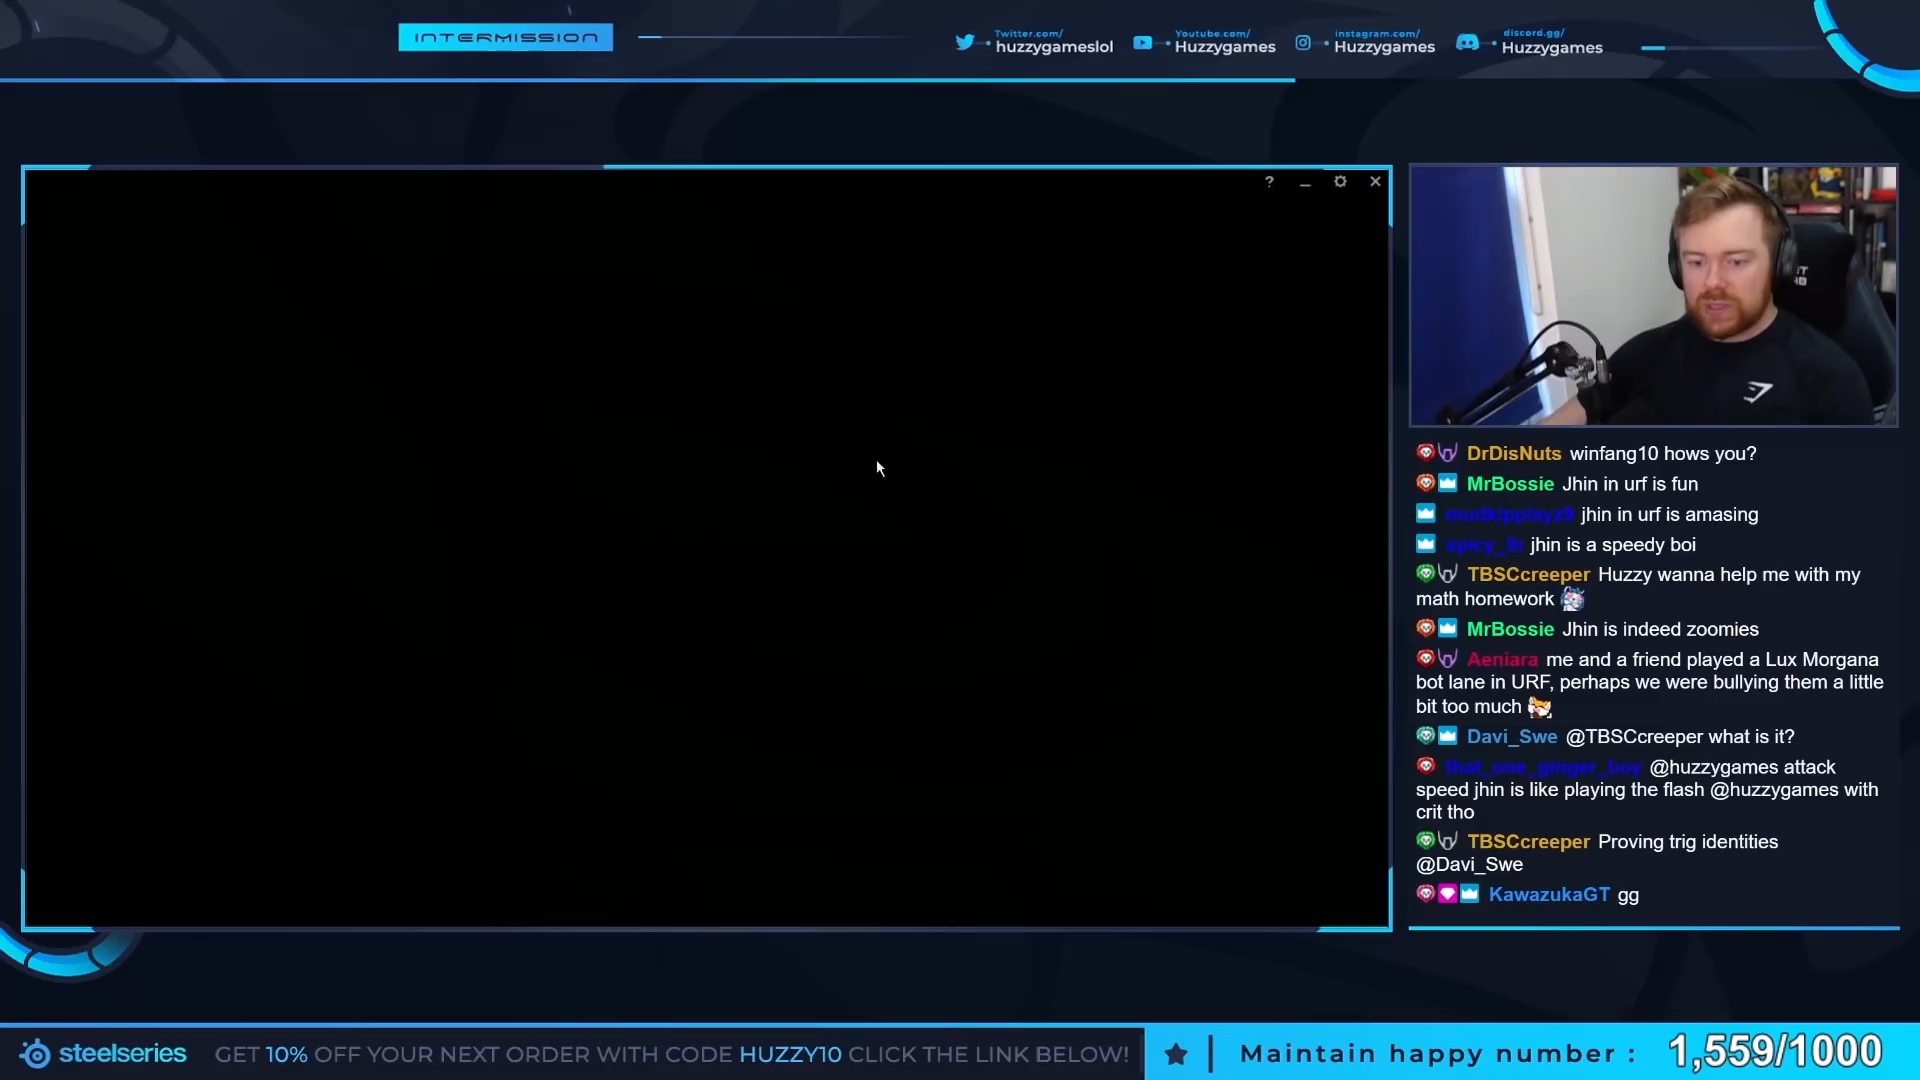 INTERMISSION
Twitter.com/
huzzygameslol
Youtube.com/
Huzzygames
instagram.com/
Huzzygames
discord.gg/
Huzzygames
?
DrDisNuts winfang10 hows you?
MrBossie Jhin in urf is fun
mudkipplayz9 jhin in urf is amasing
spicy_lb jhin is a speedy boi
TBSCcreeper Huzzy wanna help me with my
math homework
MrBossie Jhin is indeed zoomies
Aeniara me and a friend played a Lux Morgana
bot lane in URF, perhaps we were bullying them a little
bit too much
Davi_Swe @TBSCcreeper what is it?
that_one_ginger_boy @huzzygames attack
speed jhin is like playing the flash @huzzygames with
crit tho
TBSCcreeper Proving trig identities
@Davi_Swe
KawazukaGT gg
steelseries GET 10% OFF YOUR NEXT ORDER WITH CODE HUZZY10 CLICK THE LINK BELOW!
Maintain happy number : 1,559/1000